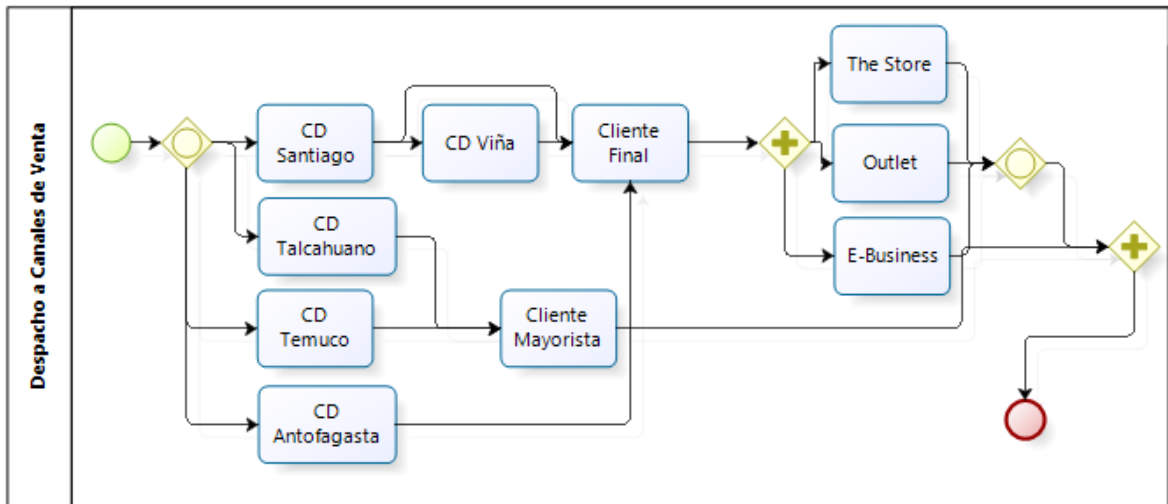 Despacho a Canales de Venta
CD
Santiago
CD Viña
Cliente
Final
The Store
Outlet
E-Business
CD
Talcahuano
CD
Temuco
Cliente
Mayorista
CD
Antofagasta